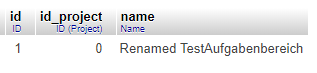 id id_project name
ID ID (Project) Name
1 0 Renamed TestAufgabenbereich